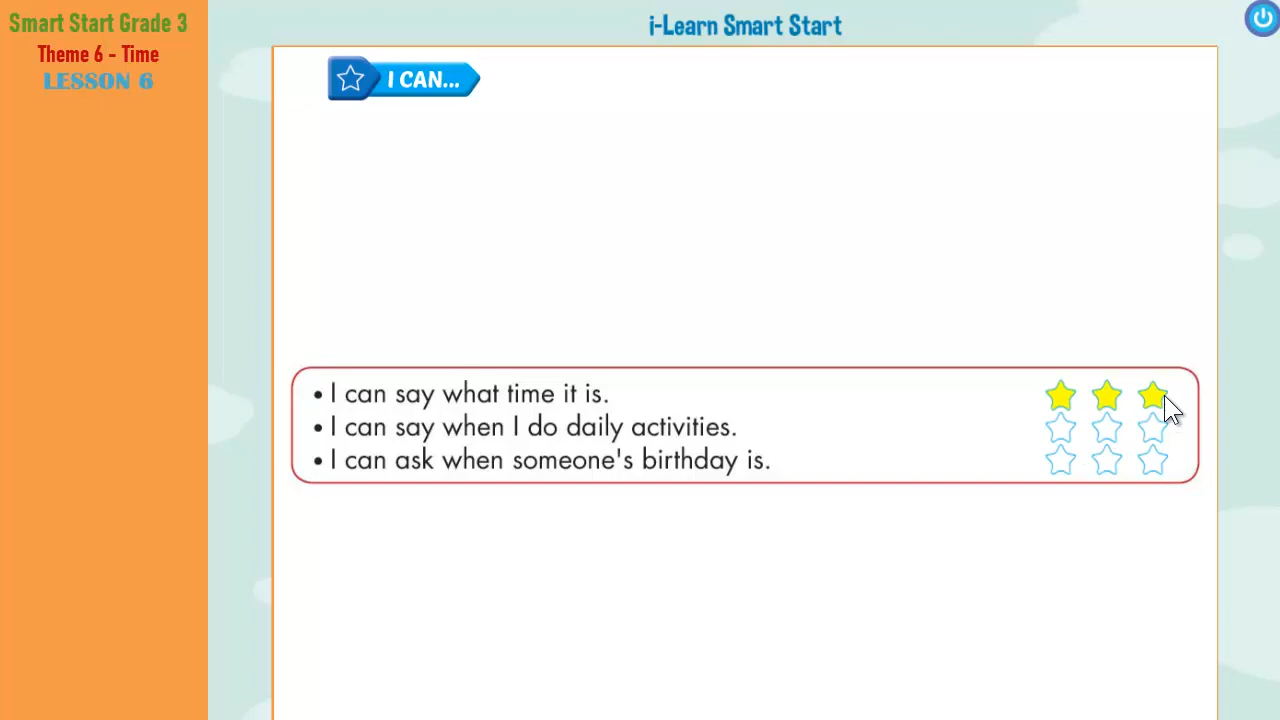 Smart Start Grade 3
Theme 6 - Time
LESSON 6
i-Learn Smart Start
I CAN...
• I can say what time it is.
• I can say when I do daily activities.
• I can ask when someone's birthday is.